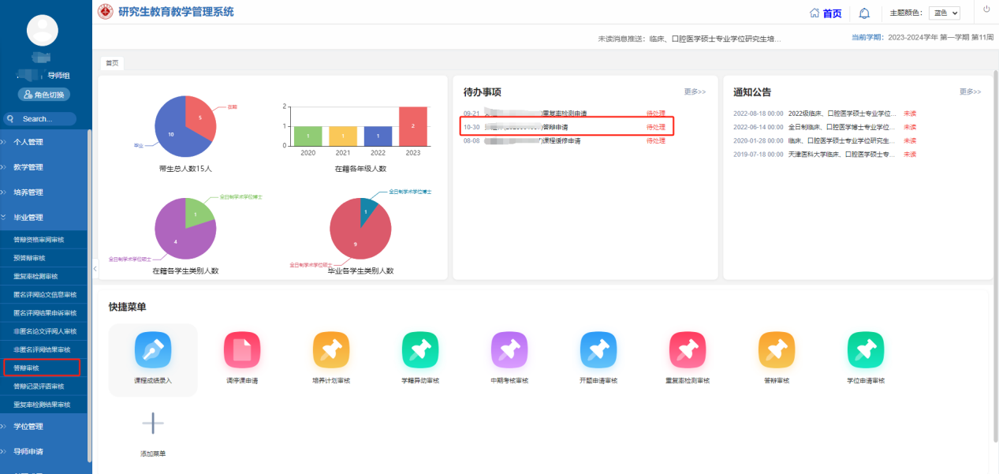 研究生教育教学管理系统
首页
主题颜色：
蓝色
未读消息推送：临床、口腔医学硕士专业学位研究生培...
当前学期：2023-2024学年 第一学期 第11周
导师组
角色切换
Search...
个人管理
教学管理
培养管理
毕业管理
答辩资格审阅审核
预答辩审核
重复率检测审核
匿名评阅论文信息审核
匿名评阅结果申诉审核
非匿名论文评阅人审核
非匿名评阅结果审核
答辩审核
答辩记录评语审核
重复率检测结果审核
学位管理
导师申请
首页
在籍
5
10
毕业
带生总人数15人
2
1
0
1
1
1
2
2020
2021
2022
2023
在籍各年级人数
全日制学术学位博士
1
4
全日制学术学位硕士
在籍各学生类别人数
全日制学术学位博士
1
9
全日制学术学位硕士
毕业各学生类别人数
待办事项
更多>>
09-21 )重复率检测申请 待处理
10-30 )答辩申请 待处理
08-08 )课程缓修申请 待处理
通知公告
更多>>
2022-08-18 00:00 2022级临床、口腔医学硕士专业学位... 未读
2022-06-14 00:00 全日制临床、口腔医学博士专业学位... 未读
2020-01-28 00:00 临床、口腔医学硕士专业学位研究生... 未读
2019-07-18 00:00 天津医科大学临床、口腔医学硕士专... 未读
快捷菜单
课程成绩录入
调停课申请
培养计划审核
学籍异动审核
中期考核审核
开题申请审核
重复率检测审核
答辩审核
学位申请审核
添加菜单